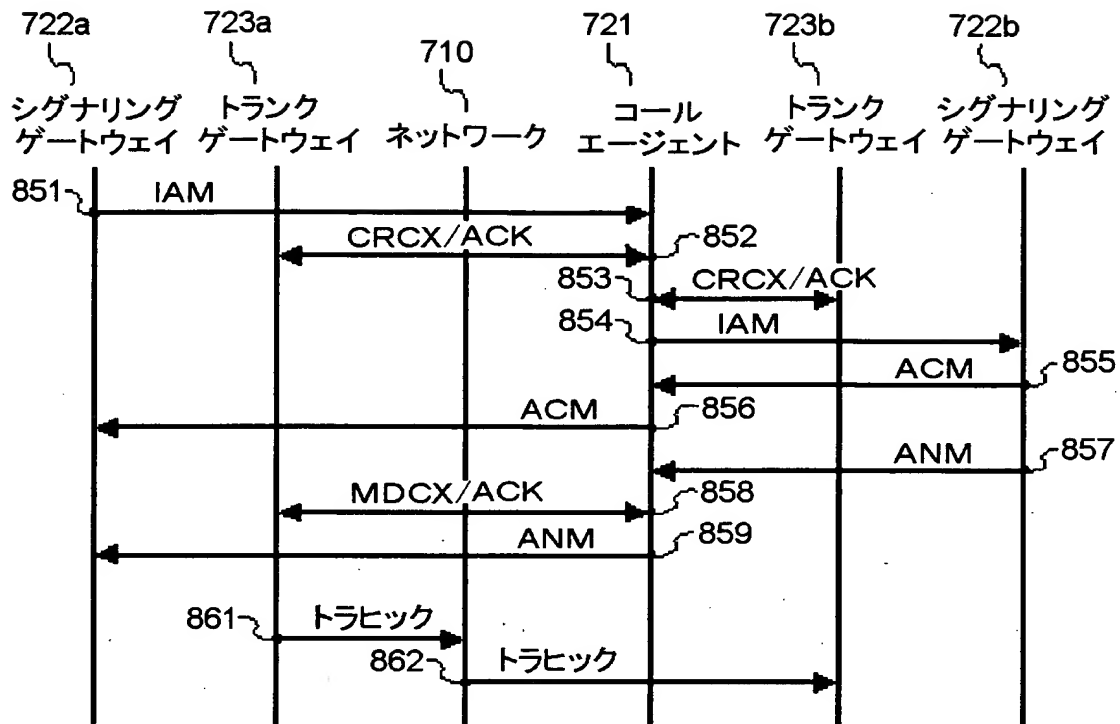 722a
723a
710
721
723b
722b
シグナリング
ゲートウェイ
トランク
ゲートウェイ
ネットワーク
コール
エージェント
トランク
ゲートウェイ
シグナリング
ゲートウェイ
851
IAM
CRCX/ACK
852
853
CRCX/ACK
854
IAM
ACM
855
ACM
856
ANM
857
MDCX/ACK
858
ANM
859
861
トラヒック
862
トラヒック